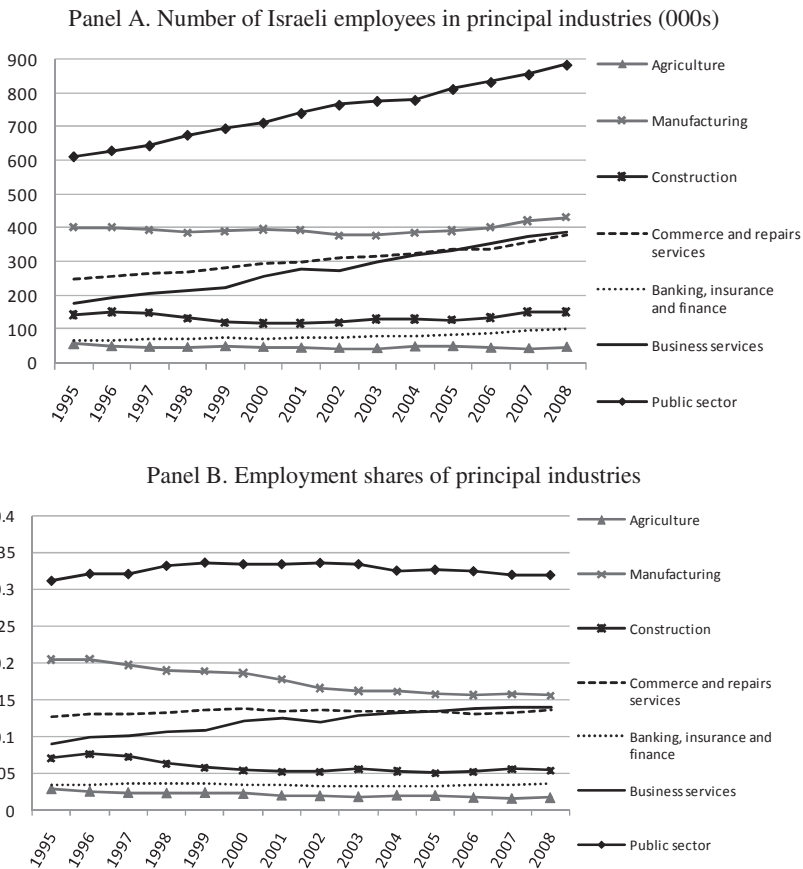 Panel A. Number of Israeli employees in principal industries (000s)
900
800
700
600
500
400
300
200
100
0
1995
1996
1997
1998
1999
2000
2001
2002
2003
2004
2005
2006
2007
2008
Agriculture
Manufacturing
Construction
Commerce and repairs
services
Banking, insurance
and finance
Business services
Public sector
Panel B. Employment shares of principal industries
0.4
35
0.3
25
0.2
15
0.1
05
0
1995
1996
1997
1998
1999
2000
2001
2002
2003
2004
2005
2006
2007
2008
Agriculture
Manufacturing
Construction
Commerce and repairs
services
Banking, insurance and
finance
Business services
Public sector